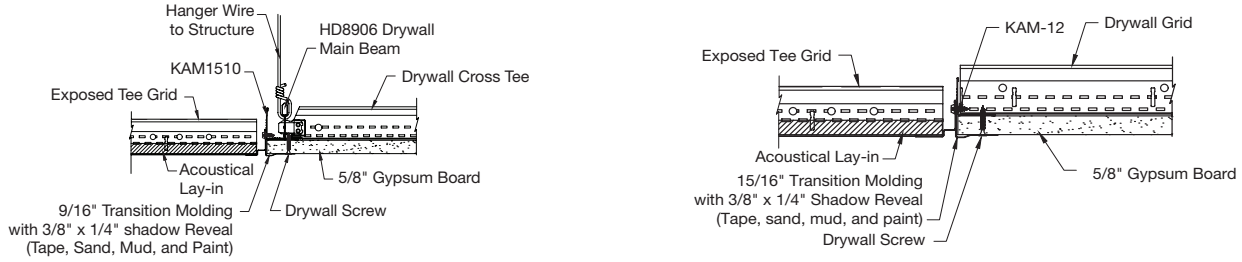 Hanger Wire
to Structure
HD8906 Drywall
Main Beam
KAM1510
Drywall Cross Tee
Exposed Tee Grid
Acoustical
Lay-in
5/8" Gypsum Board
9/16" Transition Molding
with 3/8" x 1/4" shadow Reveal
(Tape, Sand, Mud, and Paint)
Drywall Screw
KAM-12
Drywall Grid
Exposed Tee Grid
Acoustical Lay-in
5/8" Gypsum Board
15/16" Transition Molding
with 3/8" x 1/4" Shadow Reveal
(Tape, sand, mud, and paint)
Drywall Screw